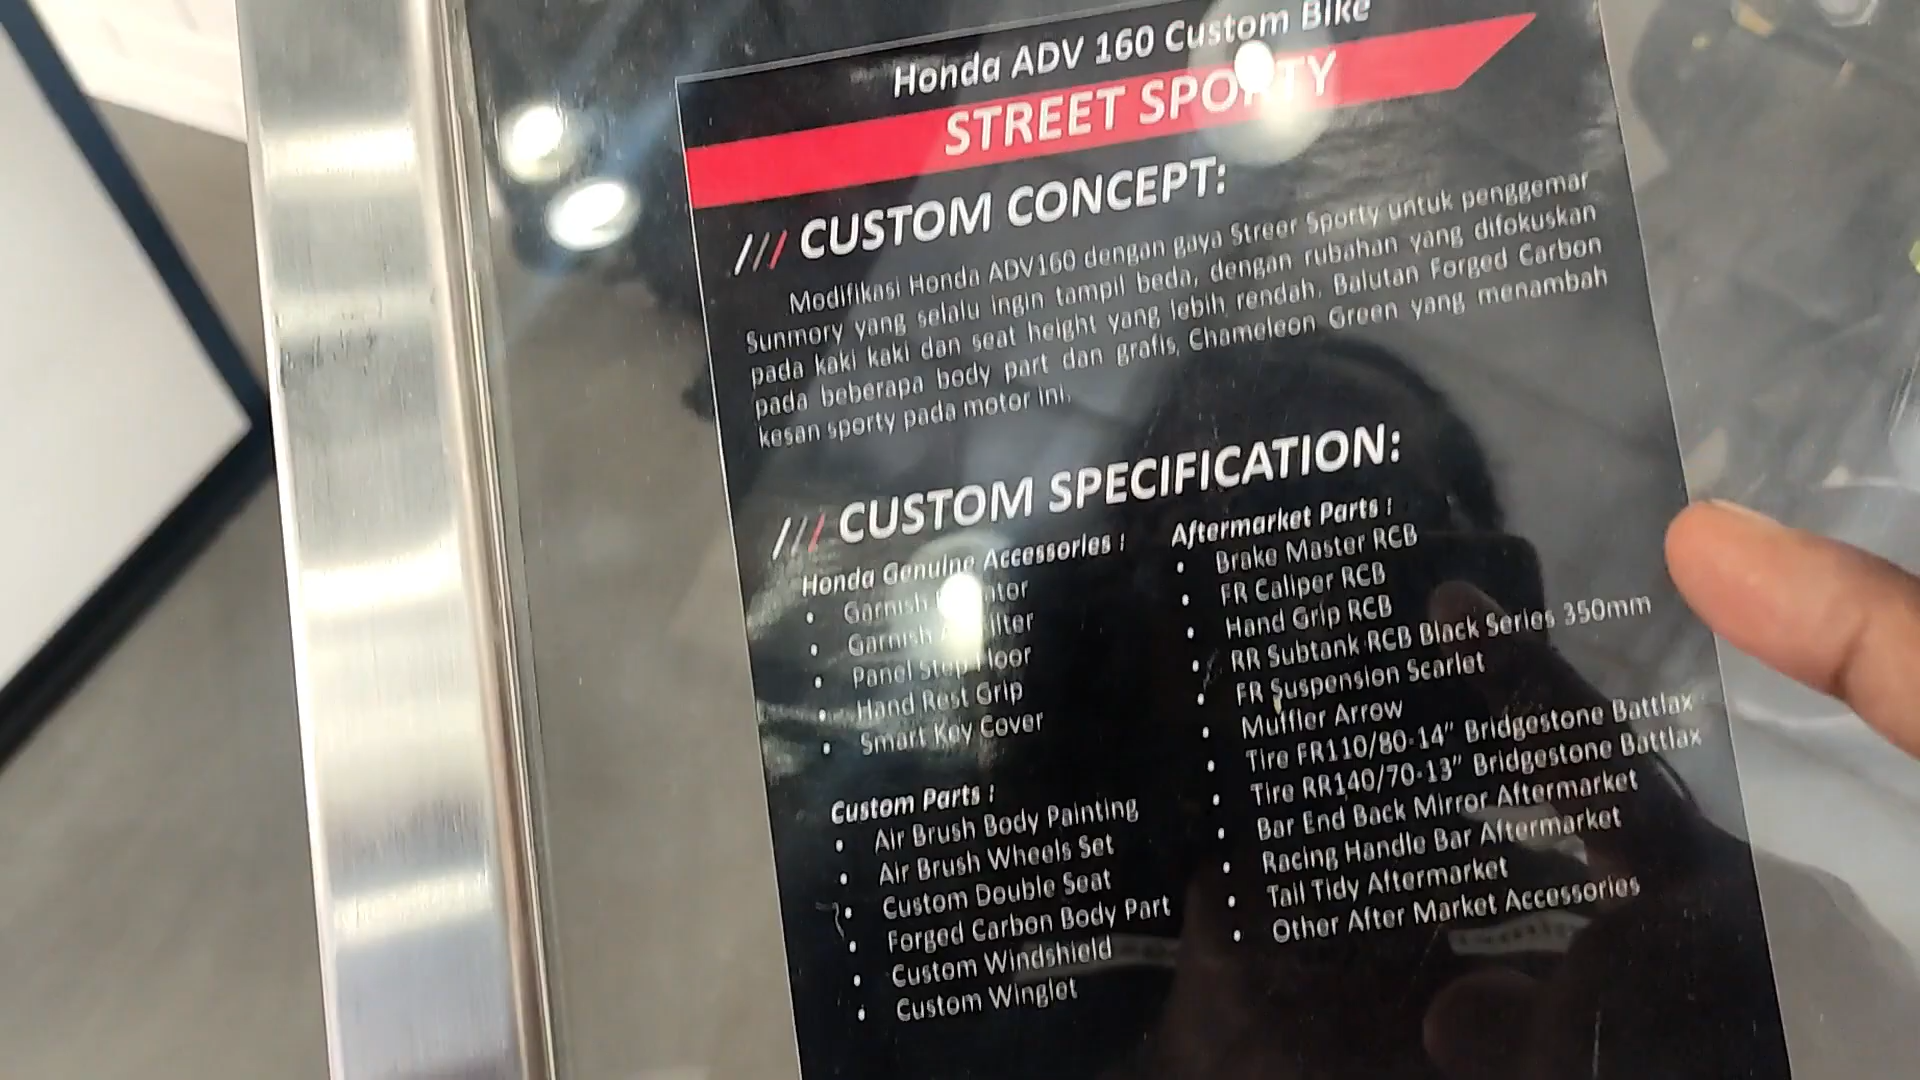 Honda ADV 160 Custom Bike
STREET SPORTY
/// CUSTOM CONCEPT:
Modifikasi Honda ADV160 dengan gaya Streer Sporty untuk penggemar
Sunmory yang selalu ingin tampil beda, dengan rubahan yang difokuskan
pada kaki kaki dan seat height yang lebih rendah, Balutan Forged Carbon
pada beberapa body part dan grafis, Chameleon Green yang menambah
kesan sporty pada motor ini.
/// CUSTOM SPECIFICATION:
Honda Genuine Accessories :
• Garnish
• Garnish
• Panel Step Floor
• Hand Rest Grip
• Smart Key Cover
Custom Parts :
• Air Brush Body Painting
• Air Brush Wheels Set
• Custom Double Seat
• Forged Carbon Body Part
• Custom Windshield
• Custom Winglet
Aftermarket Parts :
• Brake Master RCB
• FR Caliper RCB
• Hand Grip RCB
• RR Subtank RCB Black Series 350mm
• FR Suspension Scarlet
• Muffler Arrow
• Tire FR110/80-14" Bridgestone Battlax
• Tire RR140/70-13" Bridgestone Battlax
• Bar End Back Mirror Aftermarket
• Racing Handle Bar Aftermarket
• Tail Tidy Aftermarket
• Other After Market Accessories